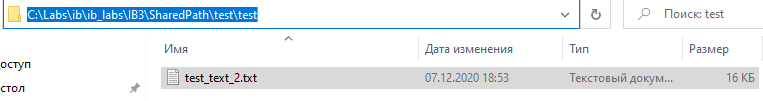 C:\Labs\ib\ib_labs\IB3\SharedPath\test\test
Поиск: test
Имя Дата изменения Тип Размер
оступ
test_text_2.txt 07.12.2020 18:53 Текстовый докум... 16 КБ
стол